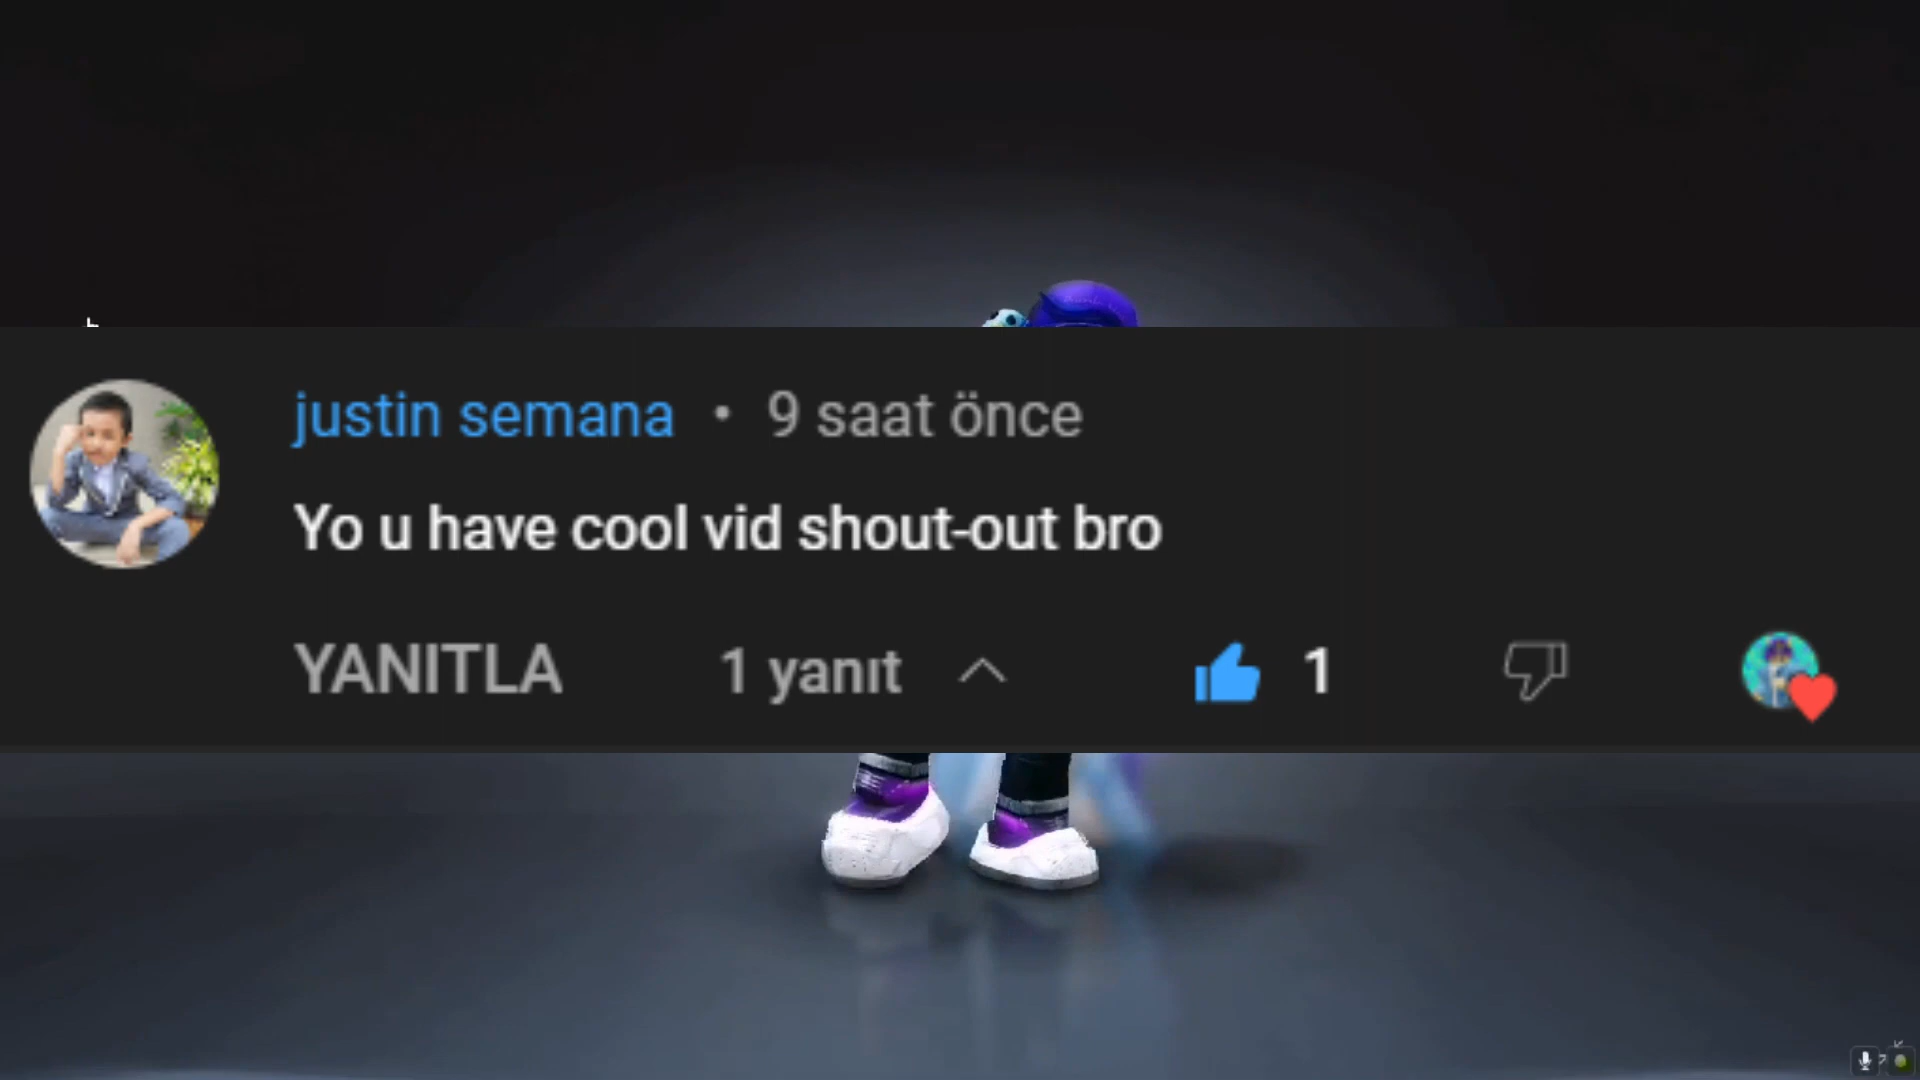 justin semana • 9 saat önce
Yo u have cool vid shout-out bro
YANITLA 1 yanıt 1